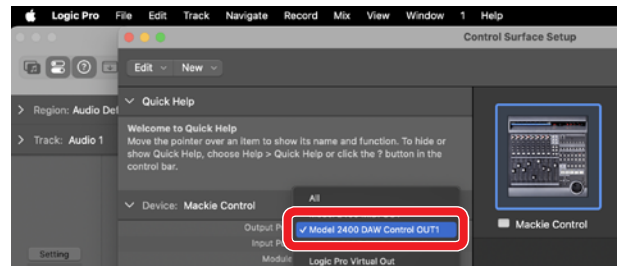 Logic Pro File Edit Track Navigate Record Mix View Window 1 Help
Control Surface Setup
Edit New
Quick Help
Region: Audio Def
Welcome to Quick Help
Move the pointer over an item to show its name and function. To hide or
show Quick Help, choose Help > Quick Help or click the ? button in the
control bar.
Track: Audio 1
All
Device: Mackie Control
Output P
✓ Model 2400 DAW Control OUT1
Mackie Control
Input P
Setting
Module
Logic Pro Virtual Out